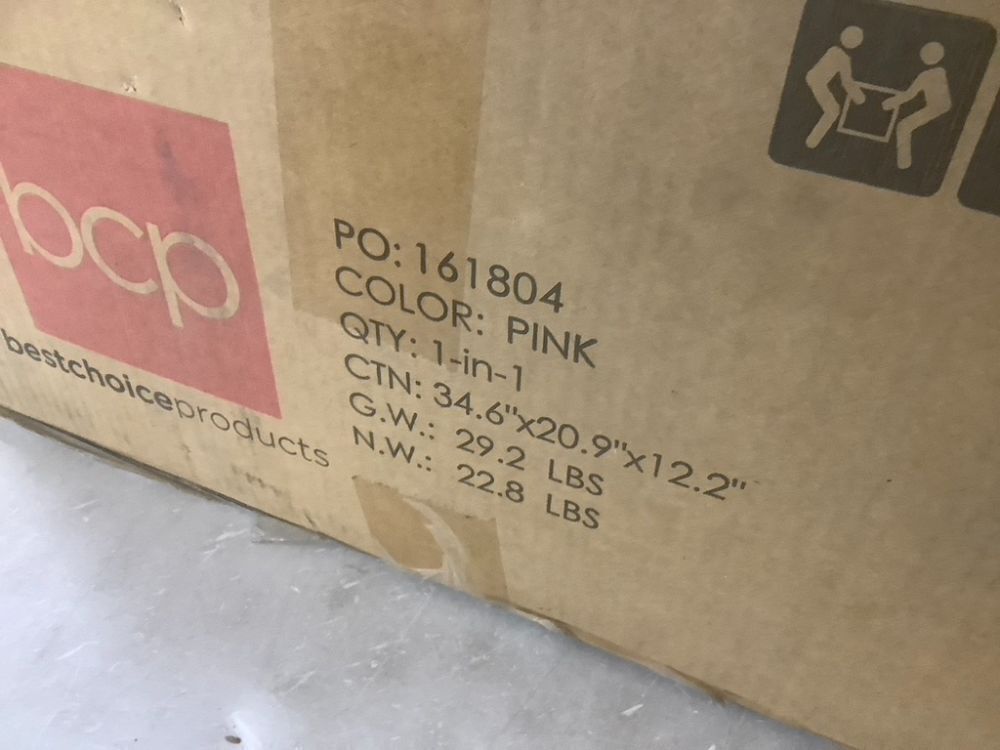 bcp
bestchoiceproducts
PO: 161804
COLOR: PINK
QTY: 1-in-1
CTN: 34.6"x20.9"x12.2"
G.W.: 29.2 LBS
N.W.: 22.8 LBS